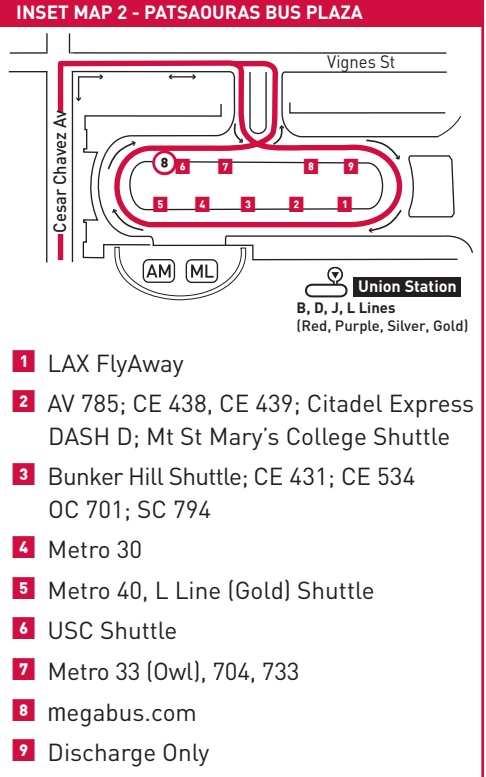 INSET MAP 2 - PATSAOURAS BUS PLAZA
Vignes St
Cesar Chavez Av
8 6 7 8 9
5 4 3 2 1
AM ML
Union Station
B, D, J, L Lines
(Red, Purple, Silver, Gold)
1 LAX FlyAway
2 AV 785; CE 438, CE 439; Citadel Express
DASH D; Mt St Mary's College Shuttle
3 Bunker Hill Shuttle; CE 431; CE 534
OC 701; SC 794
4 Metro 30
5 Metro 40, L Line (Gold) Shuttle
6 USC Shuttle
7 Metro 33 (Owl), 704, 733
8 megabus.com
9 Discharge Only